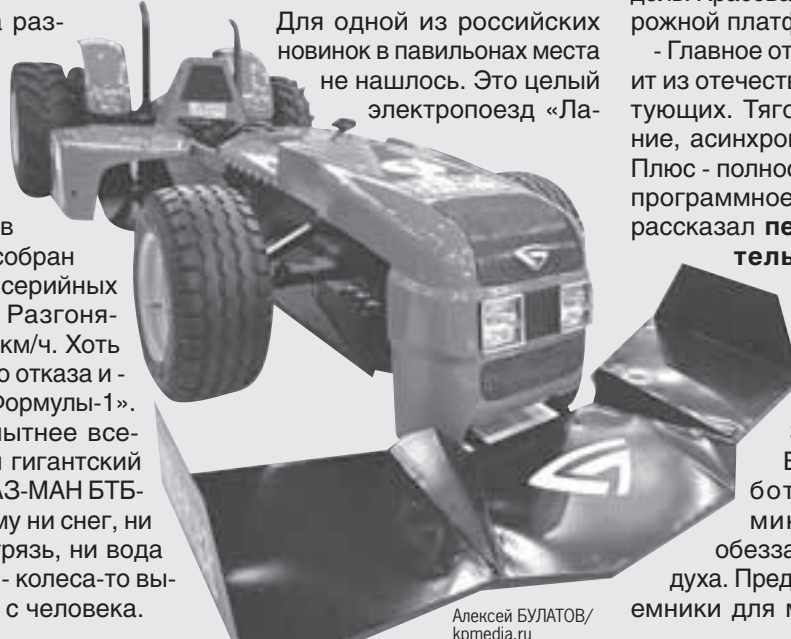 раз-
в
собран
серийных
Разгоня-
км/ч. Хоть
о отказа и -
Формулы-1».
ытнее все-
гигантский
АЗ-МАН БТБ-
му ни снег, ни
грязь, ни вода
- колеса-то вы-
с человека.
Для одной из российских
новинок в павильонах места
не нашлось. Это целый
электропоезд «Ла-
рожной платф
- Главное от
ит из отечеств
тующих. Тяго
ние, асинхрон
Плюс - полнос
программное
рассказал пе
тель
бот
мик
обезза
духа. Пред
емники для м
Алексей БУЛАТОВ/
kpmedia.ru